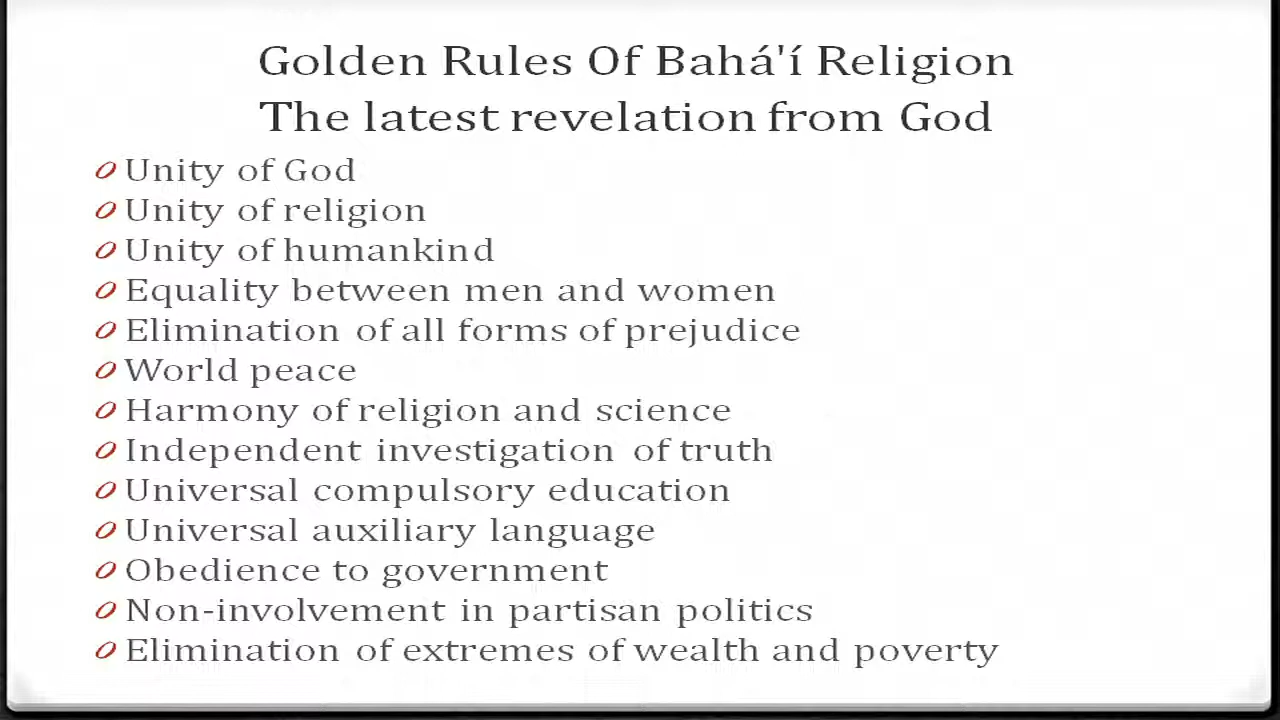 Golden Rules Of Bahá'í Religion
The latest revelation from God
Unity of God
Unity of religion
Unity of humankind
Equality between men and women
Elimination of all forms of prejudice
World peace
Harmony of religion and science
Independent investigation of truth
Universal compulsory education
Universal auxiliary language
Obedience to government
Non-involvement in partisan politics
Elimination of extremes of wealth and poverty